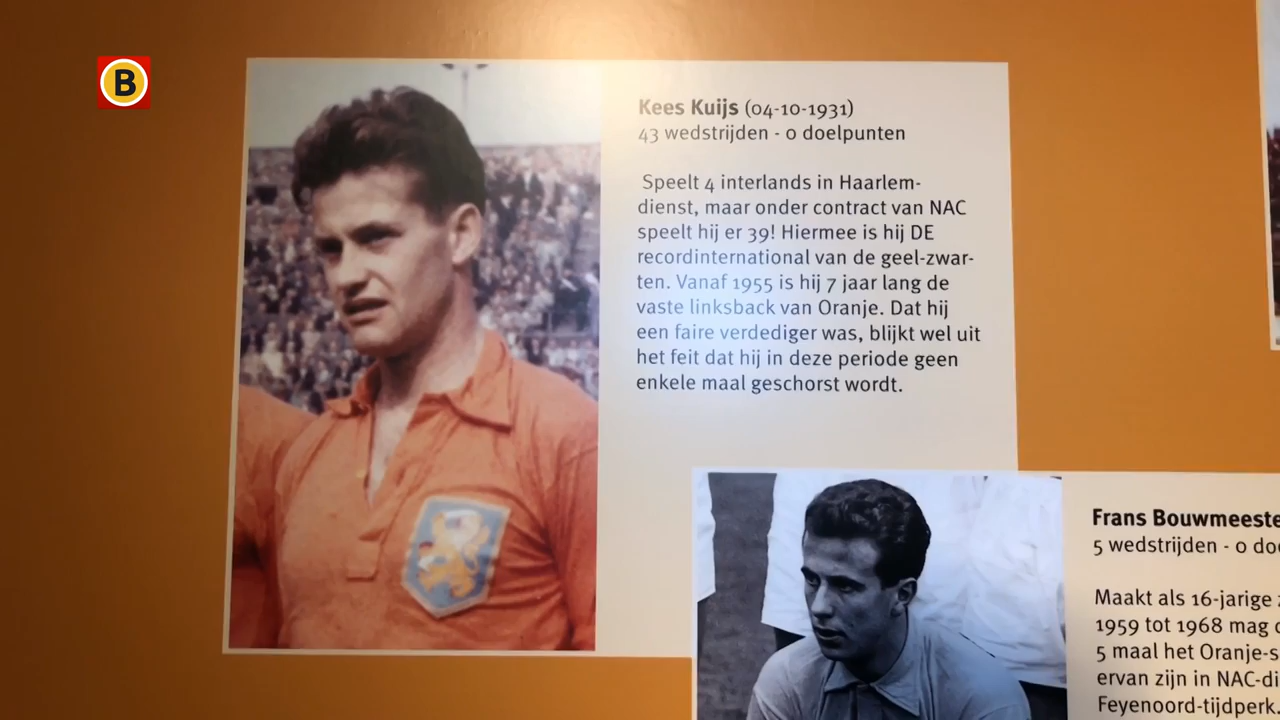 B
Kees Kuijs (04-10-1931)
43 wedstrijden - 0 doelpunten
Speelt 4 interlands in Haarlem-
dienst, maar onder contract van NAC
speelt hij er 39! Hiermee is hij DE
recordinternational van de geel-zwar-
ten. Vanaf 1955 is hij 7 jaar lang de
vaste linksback van Oranje. Dat hij
een faire verdediger was, blijkt wel uit
het feit dat hij in deze periode geen
enkele maal geschorst wordt.
Frans Bouwmeeste
5 wedstrijden - 0 do
Maakt als 16-jarige
1959 tot 1968 mag
5 maal het Oranje-s
ervan zijn in NAC-di
Feyenoord-tijdperk.